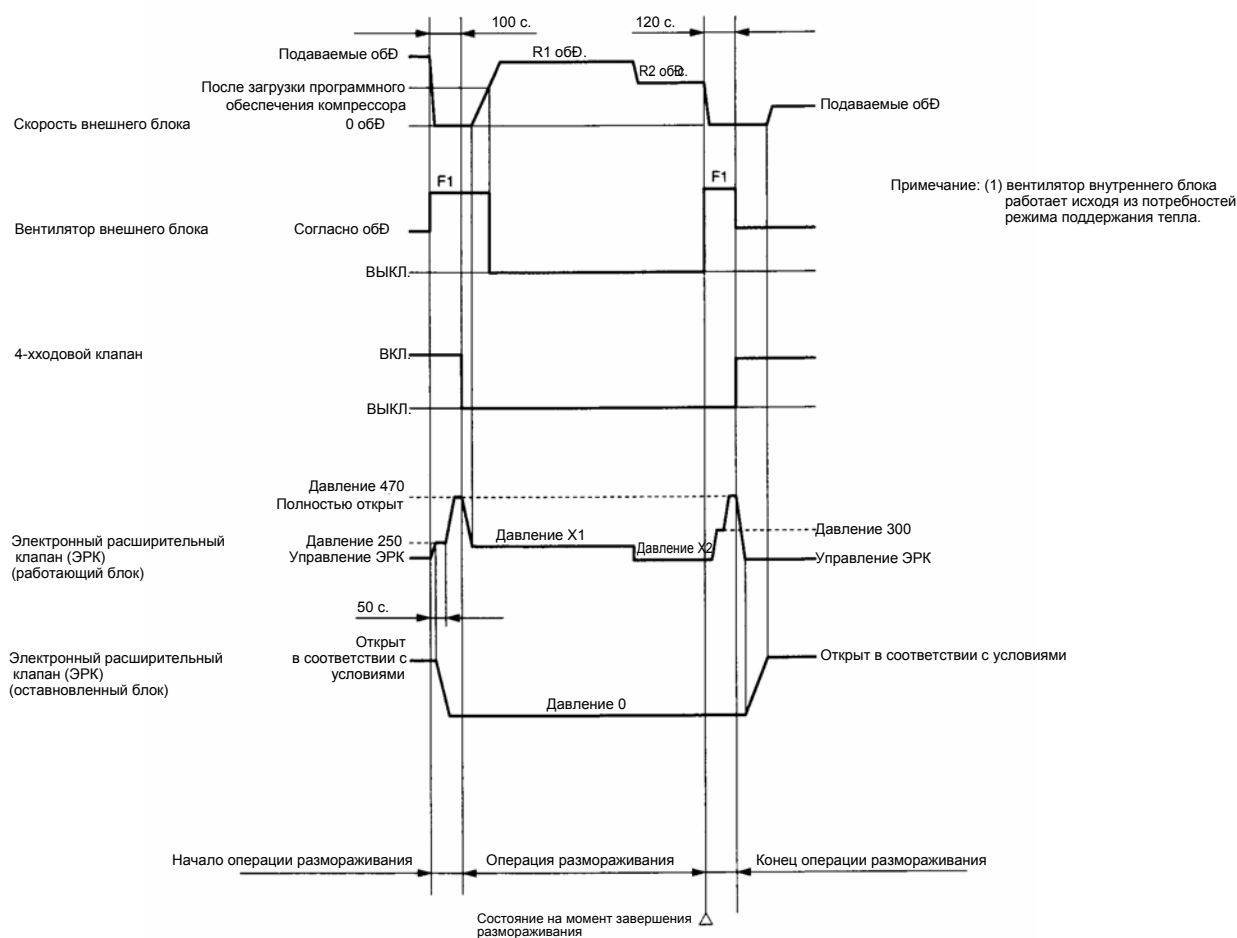 100 с.
120 с.
Подаваемые обÐ
R1 обÐ.
R2 обÐс.
После загрузки программного
обеспечения компрессора
Подаваемые обÐ
Скорость внешнего блока
0 обÐ
F1
F1
Примечание: (1) вентилятор внутреннего блока
работает исходя из потребностей
режима поддержания тепла.
Вентилятор внешнего блока
Согласно обÐ
ВЫКЛ.
4-хходовой клапан
ВКЛ.
ВЫКЛ.
Давление 470
Полностью открыт
Электронный расширительный
клапан (ЭРК)
(работающий блок)
Давление 250
Управление ЭРК
Давление X1
Давление X2
Давление 300
Управление ЭРК
50 с.
Электронный расширительный
клапан (ЭРК)
(оставновленный блок)
Открыт
в соответствии с
условиями
Открыт в соответствии с условиями
Давление 0
Начало операции размораживания
Операция размораживания
Конец операции размораживания
Состояние на момент завершения
размораживания